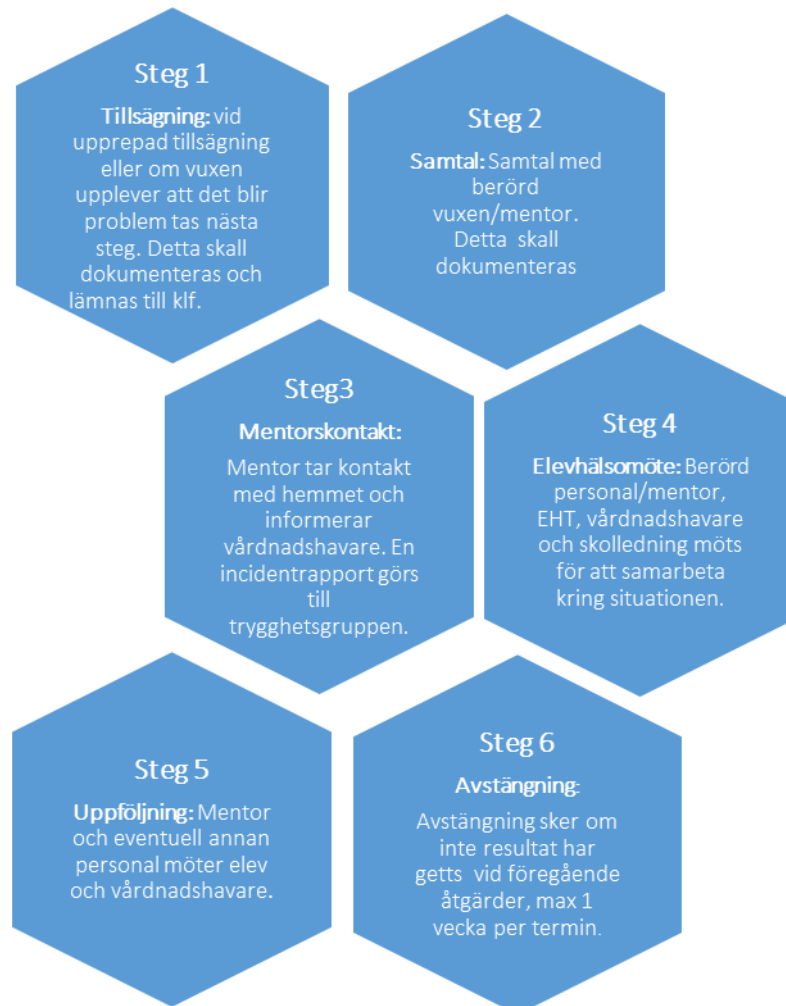 Steg 1
Tillsägning: vid
upprepad tillsägning
eller om vuxen
upplever att det blir
problem tas nästa
steg. Detta skall
dokumenteras och
lämnas till klf.
Steg 2
Samtal: Samtal med
berörd
vuxen/mentor.
Detta skall
dokumenteras
Steg3
Mentorskontakt:
Mentor tar kontakt
med hemmet och
informerar
vårdnadshavare. En
incidentrapport görs
till
trygghetsgruppen.
Steg 4
Elevhälsomöte: Berörd
personal/mentor,
EHT, vårdnadshavare
och skolledning möts
för att samarbeta
kring situationen.
Steg 5
Uppföljning: Mentor
och eventuell annan
personal möter elev
och vårdnadshavare.
Steg 6
Avstängning:
Avstängning sker om
inte resultat har
getts vid föregående
åtgärder, max 1
vecka per termin.